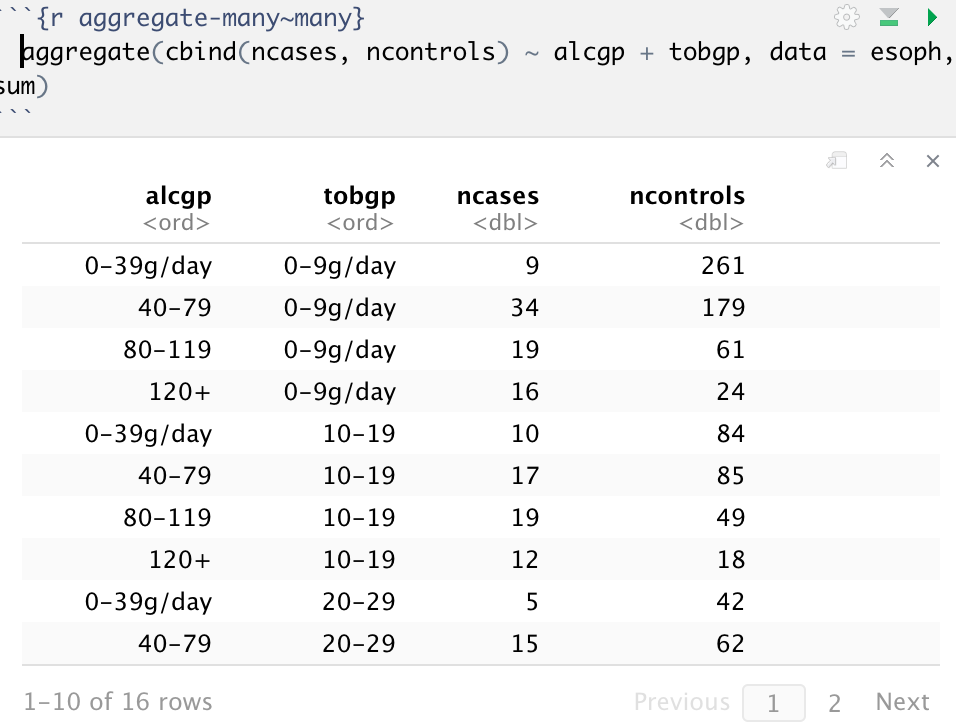 ```{r aggregate-many~many}
aggregate(cbind(ncases, ncontrols) ~ alcgp + tobgp, data = esoph,
sum)
```
alcgp tobgp ncases ncontrols
<ord> <ord> <dbl> <dbl>
0-39g/day 0-9g/day 9 261
40-79 0-9g/day 34 179
80-119 0-9g/day 19 61
120+ 0-9g/day 16 24
0-39g/day 10-19 10 84
40-79 10-19 17 85
80-119 10-19 19 49
120+ 10-19 12 18
0-39g/day 20-29 5 42
40-79 20-29 15 62
1-10 of 16 rows Previous 1 2 Next